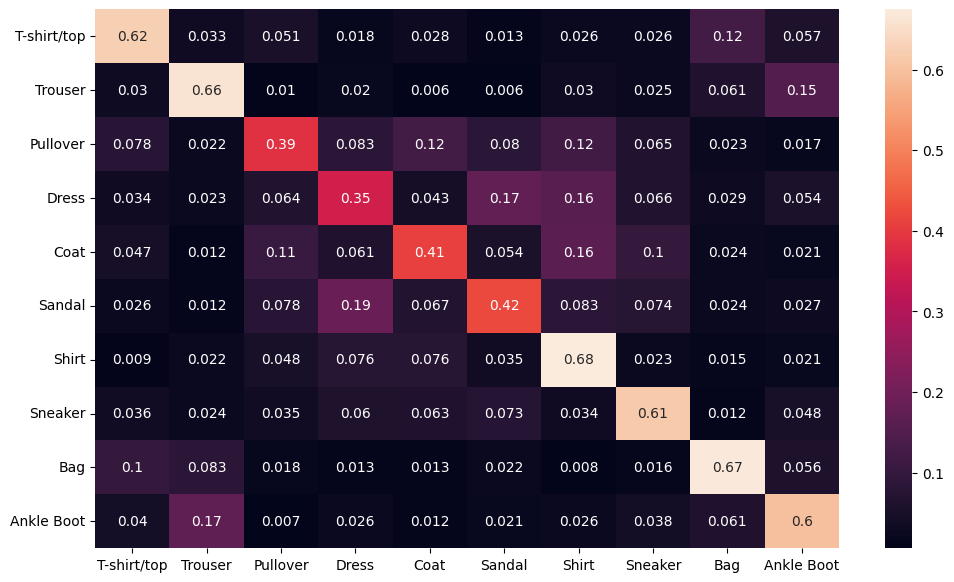 T-shirt/top 0.62 0.033 0.051 0.018 0.028 0.013 0.026 0.026 0.12 0.057
Trouser 0.03 0.66 0.01 0.02 0.006 0.006 0.03 0.025 0.061 0.15
Pullover 0.078 0.022 0.39 0.083 0.12 0.08 0.12 0.065 0.023 0.017
Dress 0.034 0.023 0.064 0.35 0.043 0.17 0.16 0.066 0.029 0.054
Coat 0.047 0.012 0.11 0.061 0.41 0.054 0.16 0.1 0.024 0.021
Sandal 0.026 0.012 0.078 0.19 0.067 0.42 0.083 0.074 0.024 0.027
Shirt 0.009 0.022 0.048 0.076 0.076 0.035 0.68 0.023 0.015 0.021
Sneaker 0.036 0.024 0.035 0.06 0.063 0.073 0.034 0.61 0.012 0.048
Bag 0.1 0.083 0.018 0.013 0.013 0.022 0.008 0.016 0.67 0.056
Ankle Boot 0.04 0.17 0.007 0.026 0.012 0.021 0.026 0.038 0.061 0.6
T-shirt/top Trouser Pullover Dress Coat Sandal Shirt Sneaker Bag Ankle Boot
0.6
0.5
0.4
0.3
0.2
0.1